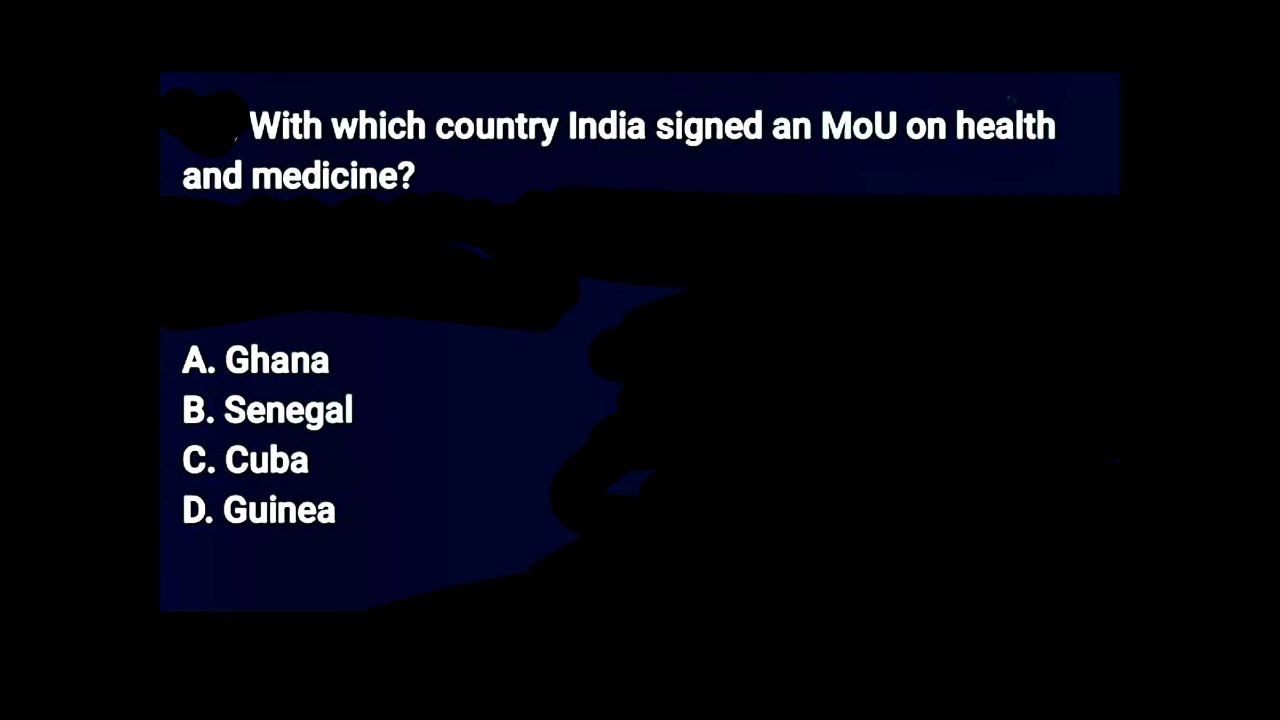 With which country India signed an MoU on health
and medicine?
A. Ghana
B. Senegal
C. Cuba
D. Guinea